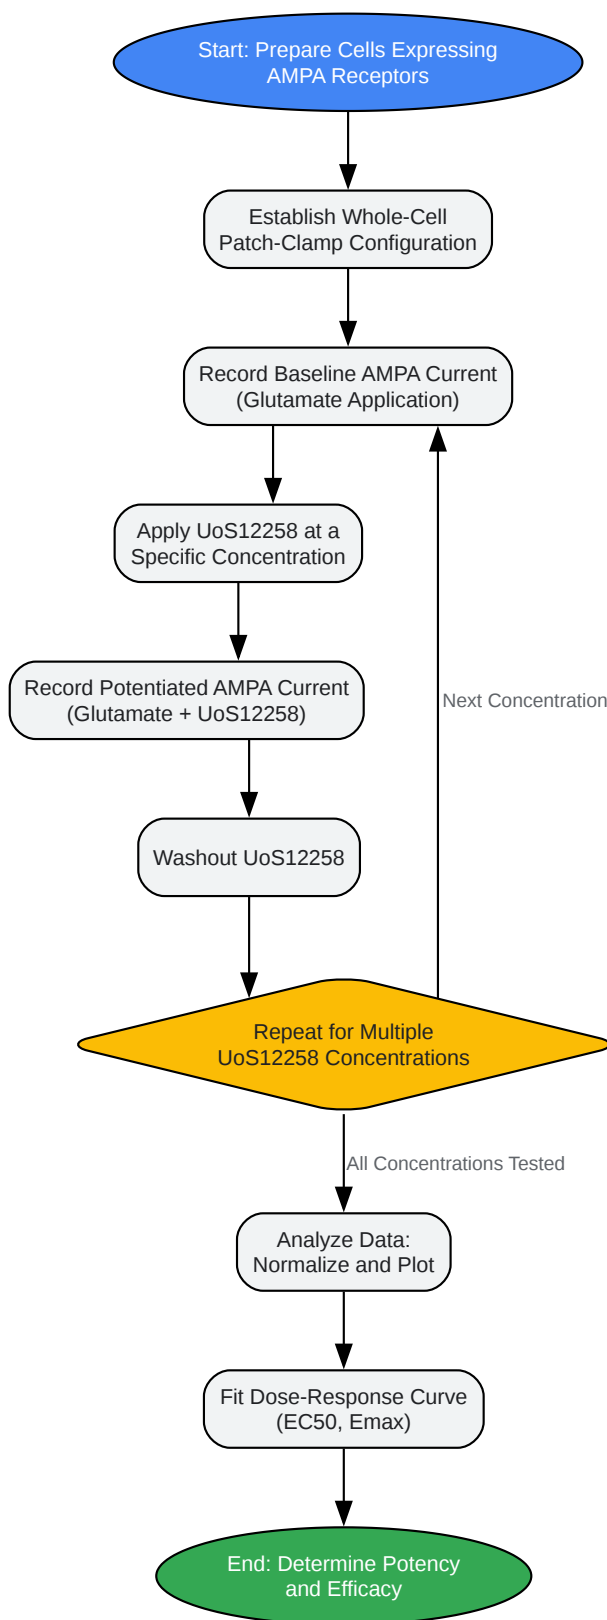 Start: Prepare Cells Expressing
AMPA Receptors
Establish Whole-Cell
Patch-Clamp Configuration
Record Baseline AMPA Current
(Glutamate Application)
Apply UoS12258 at a
Specific Concentration
Record Potentiated AMPA Current
(Glutamate + UoS12258)
Next Concentration
Washout UoS12258
Repeat for Multiple
UoS12258 Concentrations
All Concentrations Tested
Analyze Data:
Normalize and Plot
Fit Dose-Response Curve
(EC50, Emax)
End: Determine Potency
and Efficacy